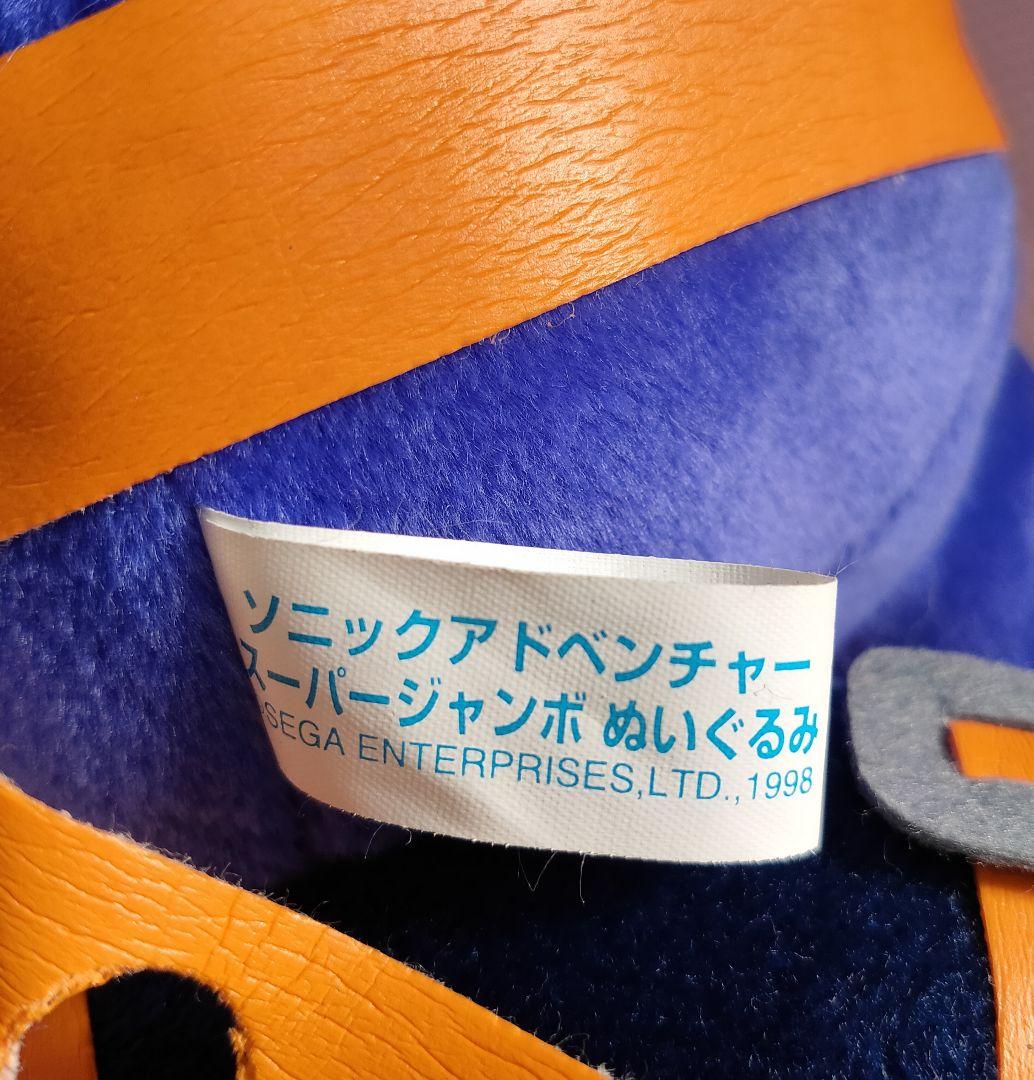 ソニックアドベンチャー
スーパージャンボ ぬいぐるみ
©SEGA ENTERPRISES,LTD.,1998